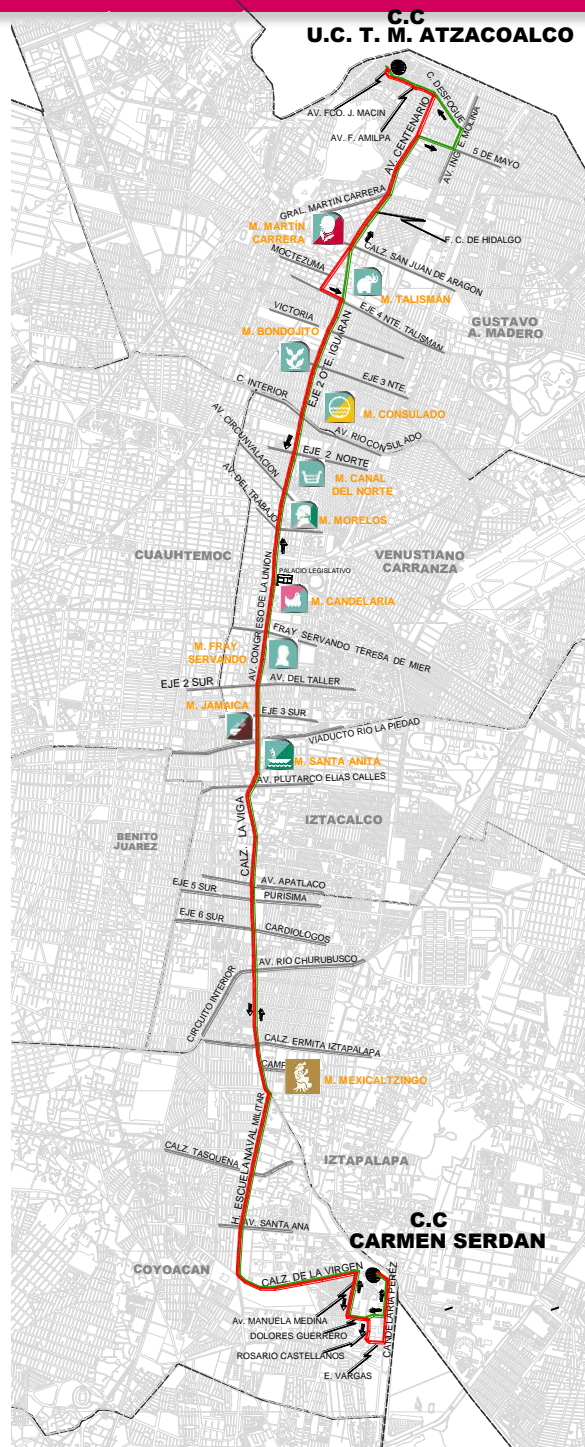 C.C
U.C. T. M. ATZACOALCO
C. DESFOGUE
AV. FCO. J. MACIN
AV. F. AMILPA
AV. CENTENARIO
AV. ING. E. MOLINA
5 DE MAYO
GRAL. MARTIN CARRERA
M. MARTÍN
CARRERA
F. C. DE HIDALGO
MOCTEZUMA
CALZ. SAN JUAN DE ARAGON
M. TALISMÁN
VICTORIA
EJE 4 NTE. TALISMAN
GUSTAVO
A. MADERO
M. BONDOJITO
EJE 2 OTE. IGUARAN
EJE 3 NTE.
C. INTERIOR
M. CONSULADO
AV. CIRCUNVALACION
AV. RIO CONSULADO
EJE 2 NORTE
M. CANAL
DEL NORTE
AV. DEL TRABAJO
M. MORELOS
CUAUHTEMOC
VENUSTIANO
CARRANZA
PALACIO LEGISLATIVO
AV. CONGRESO DE LA UNION
M. CANDELARIA
FRAY SERVANDO TERESA DE MIER
M. FRAY
SERVANDO
EJE 2 SUR
AV. DEL TALLER
M. JAMAICA
EJE 3 SUR
VIADUCTO RIO LA PIEDAD
M. SANTA ANITA
AV. PLUTARCO ELIAS CALLES
CALZ. LA VIGA
IZTACALCO
BENITO
JUAREZ
AV. APATLACO
EJE 5 SUR
PURISIMA
EJE 6 SUR
CARDIOLOGOS
AV. RIO CHURUBUSCO
CIRCUITO INTERIOR
CALZ. ERMITA IZTAPALAPA
CAMP
M. MEXICALTZINGO
H. ESCUELA NAVAL MILITAR
CALZ. TASQUEÑA
IZTAPALAPA
AV. SANTA ANA
C.C
CARMEN SERDAN
COYOACAN
CALZ. DE LA VIRGEN
CANDELARIA PEREZ
Av. MANUELA MEDINA
DOLORES GUERRERO
ROSARIO CASTELLANOS
E. VARGAS